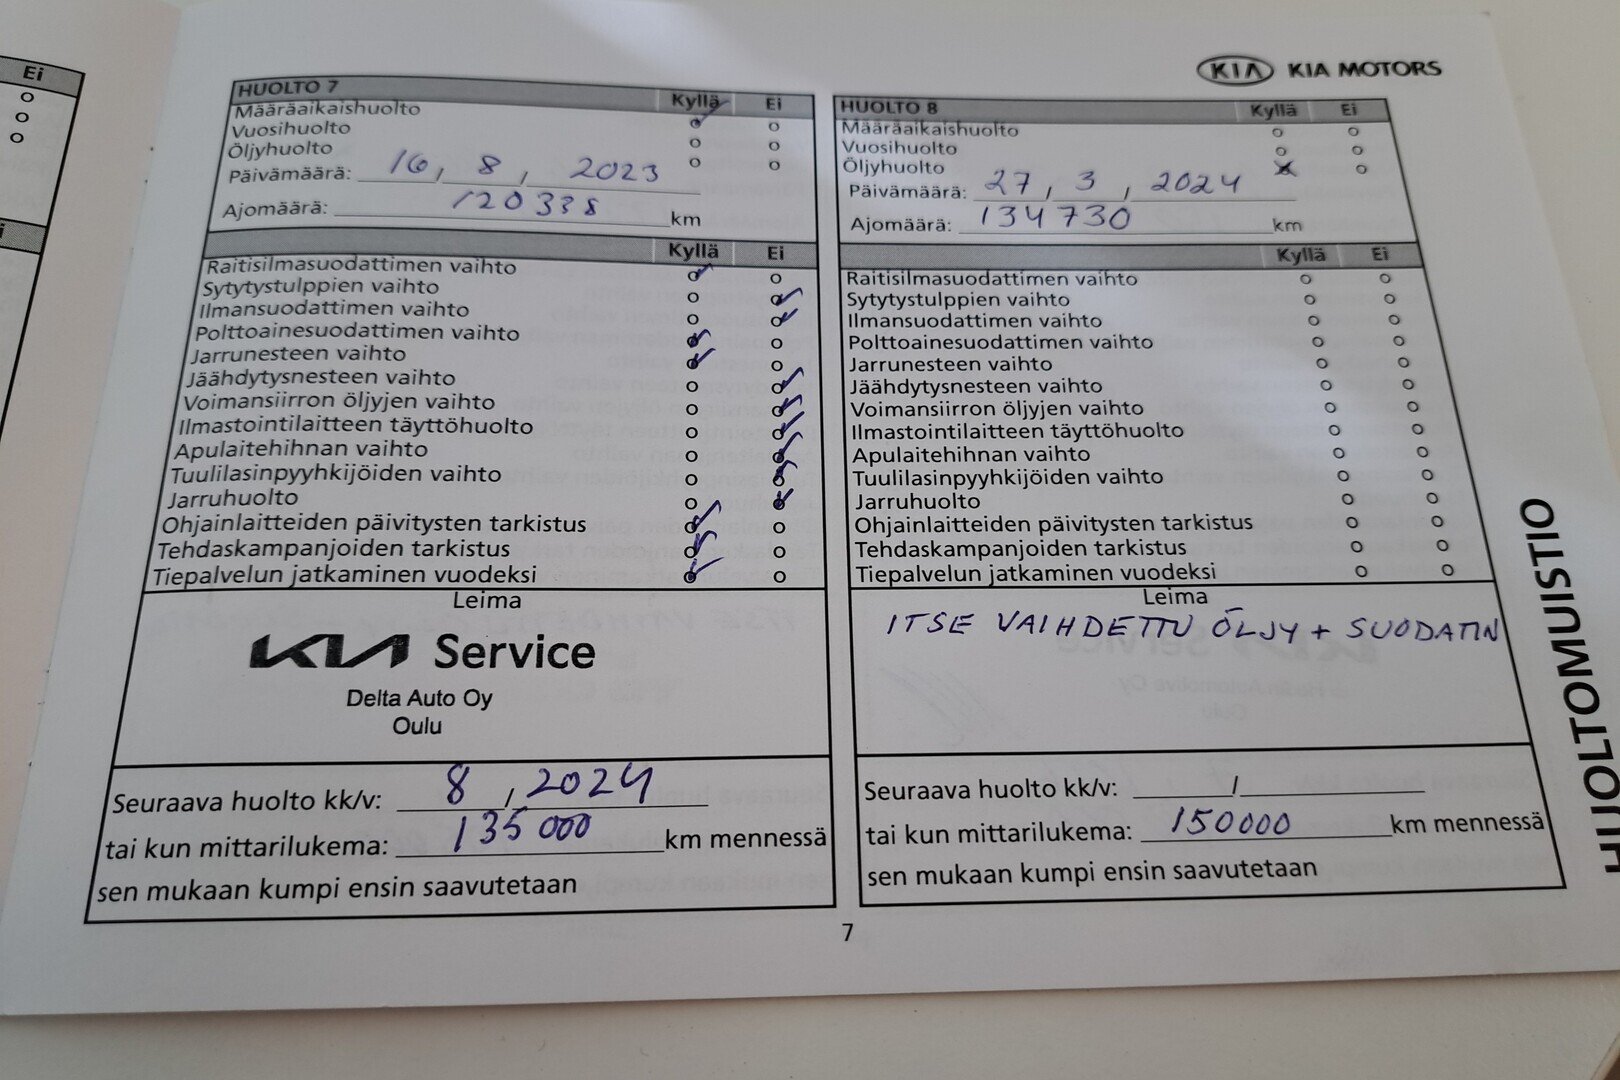 Ei
KIA KIA MOTORS
HUOLTO 7 Kyllä Ei
Määräaikaishuolto
Vuosihuolto
Öljyhuolto
Päivämäärä: 16, 8, 2023
Ajomäärä: 120338 km
Kyllä Ei
Raitisilmasuodattimen vaihto
Sytytystulppien vaihto
Ilmansuodattimen vaihto
Polttoainesuodattimen vaihto
Jarrunesteen vaihto
Jäähdytysnesteen vaihto
Voimansiirron öljyjen vaihto
Ilmastointilaitteen täyttöhuolto
Apulaitehihnan vaihto
Tuulilasinpyyhkijöiden vaihto
Jarruhuolto
Ohjainlaitteiden päivitysten tarkistus
Tehdaskampanjoiden tarkistus
Tiepalvelun jatkaminen vuodeksi
Leima
KIA Service
Delta Auto Oy
Oulu
Seuraava huolto kk/v: 8 / 2024
tai kun mittarilukema: 135 000 km mennessä
sen mukaan kumpi ensin saavutetaan
HUOLTO 8 Kyllä Ei
Määräaikaishuolto
Vuosihuolto
Öljyhuolto
Päivämäärä: 27, 3, 2024
Ajomäärä: 134730 km
Kyllä Ei
Raitisilmasuodattimen vaihto
Sytytystulppien vaihto
Ilmansuodattimen vaihto
Polttoainesuodattimen vaihto
Jarrunesteen vaihto
Jäähdytysnesteen vaihto
Voimansiirron öljyjen vaihto
Ilmastointilaitteen täyttöhuolto
Apulaitehihnan vaihto
Tuulilasinpyyhkijöiden vaihto
Jarruhuolto
Ohjainlaitteiden päivitysten tarkistus
Tehdaskampanjoiden tarkistus
Tiepalvelun jatkaminen vuodeksi
Leima
ITSE VAIHDETTU ÖLJY + SUODATIN
Seuraava huolto kk/v: /
tai kun mittarilukema: 150000 km mennessä
sen mukaan kumpi ensin saavutetaan
HUOLTOMUISTIO
7